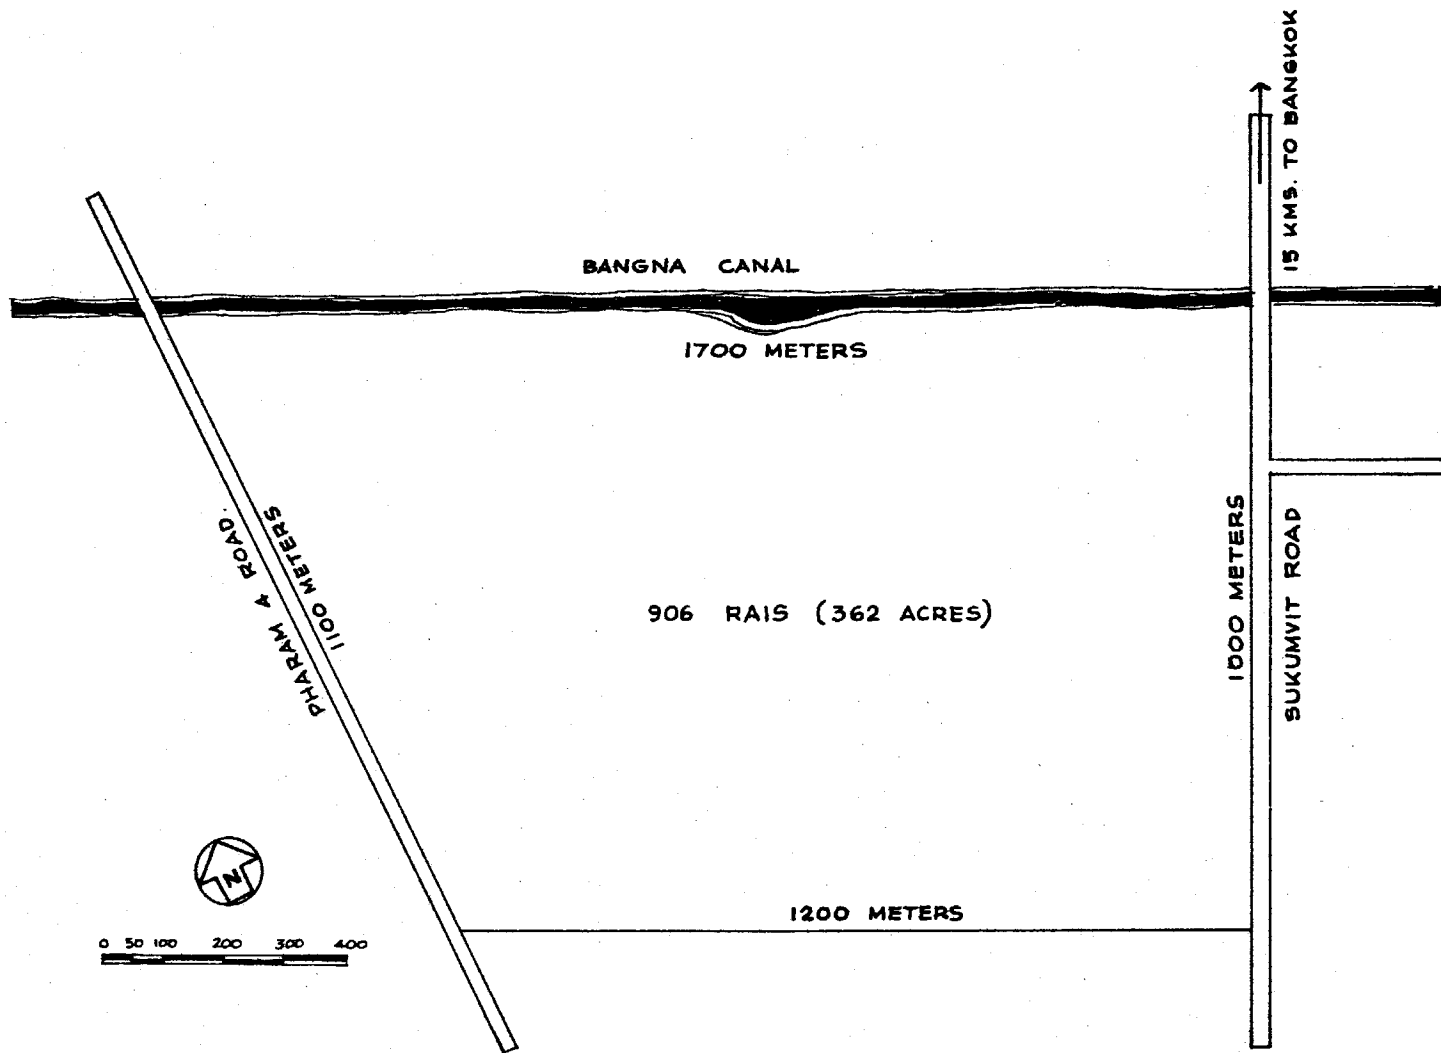 15 KMS. TO BANGKOK
BANGNA CANAL
1700 METERS
PHARAM 4 ROAD.
1100 METERS
906 RAIS (362 ACRES)
1000 METERS
SUKUMVIT ROAD
1200 METERS
N
0 50 100 200 300 400